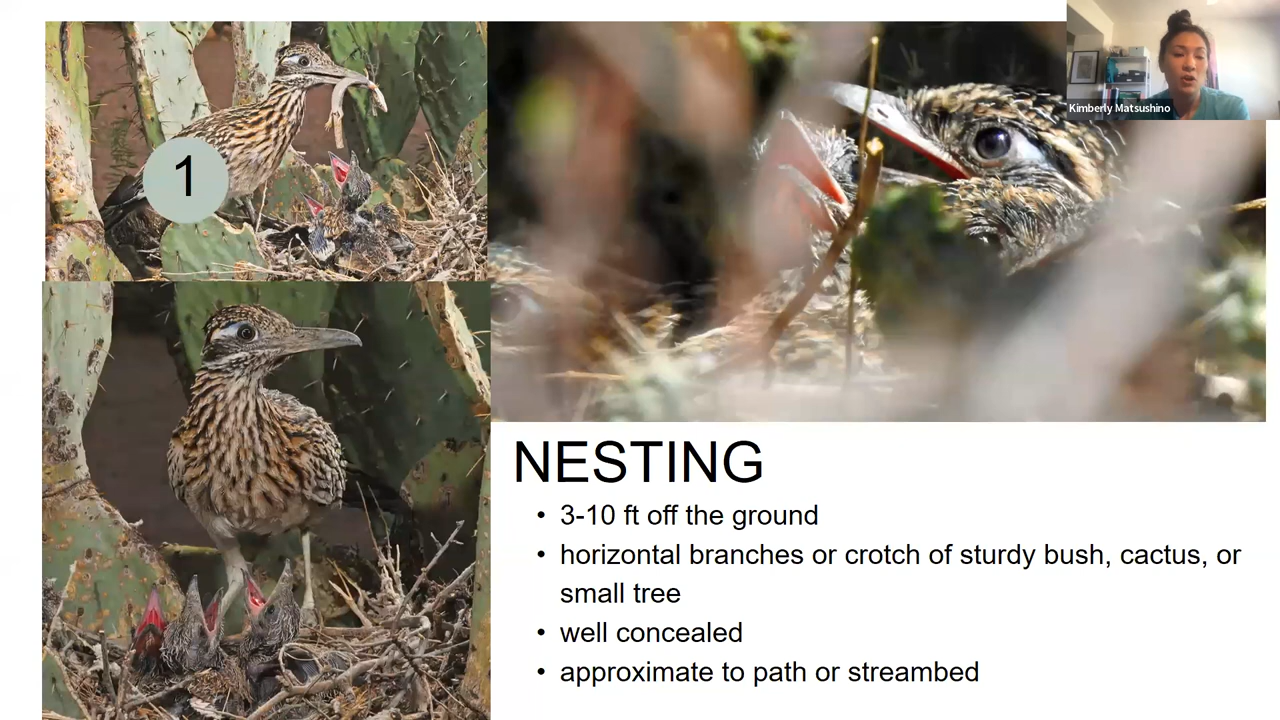 Kimberly Matsushino
1
NESTING
• 3-10 ft off the ground
• horizontal branches or crotch of sturdy bush, cactus, or
small tree
• well concealed
• approximate to path or streambed